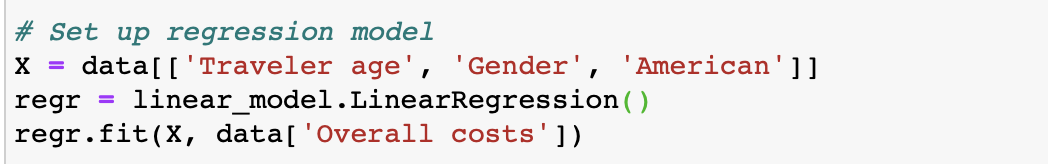 # Set up regression model
X = data[['Traveler age', 'Gender', 'American']]
regr = linear_model.LinearRegression()
regr.fit(X, data['Overall costs'])